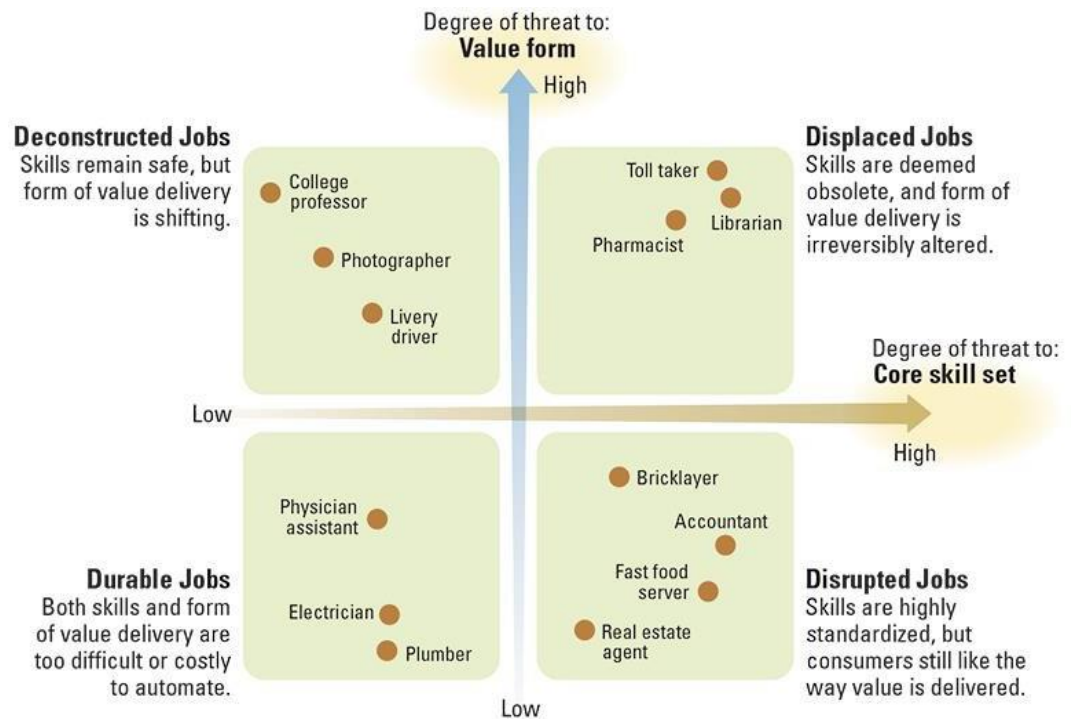 Degree of threat to:
Value form
High
Deconstructed Jobs
Skills remain safe, but
form of value delivery
is shifting.
College
professor
Photographer
Livery
driver
Toll taker
Librarian
Pharmacist
Displaced Jobs
Skills are deemed
obsolete, and form of
value delivery is
irreversibly altered.
Degree of threat to:
Core skill set
Low
High
Physician
assistant
Electrician
Plumber
Durable Jobs
Both skills and form
of value delivery are
too difficult or costly
to automate.
Bricklayer
Accountant
Fast food
server
Real estate
agent
Disrupted Jobs
Skills are highly
standardized, but
consumers still like the
way value is delivered.
Low